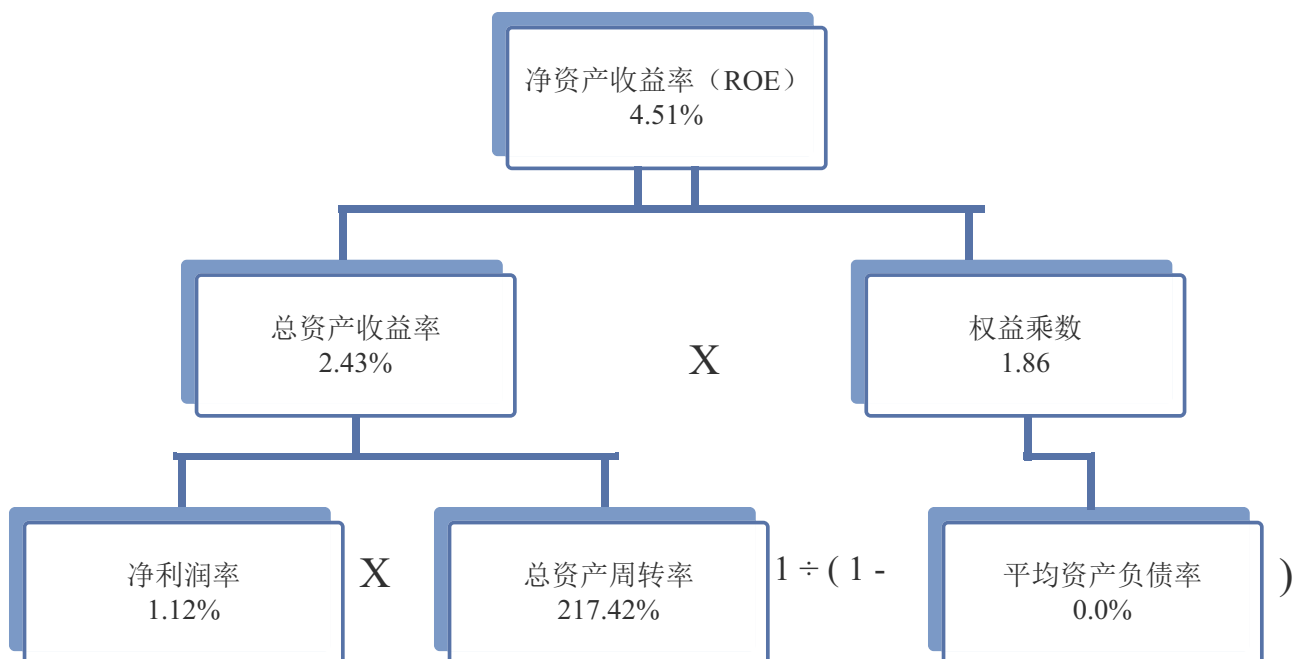 净资产收益率（ROE）
4.51%
总资产收益率
2.43%
X
权益乘数
1.86
净利润率
1.12%
X
总资产周转率
217.42%
1 ÷ ( 1 -
平均资产负债率
0.0%
)